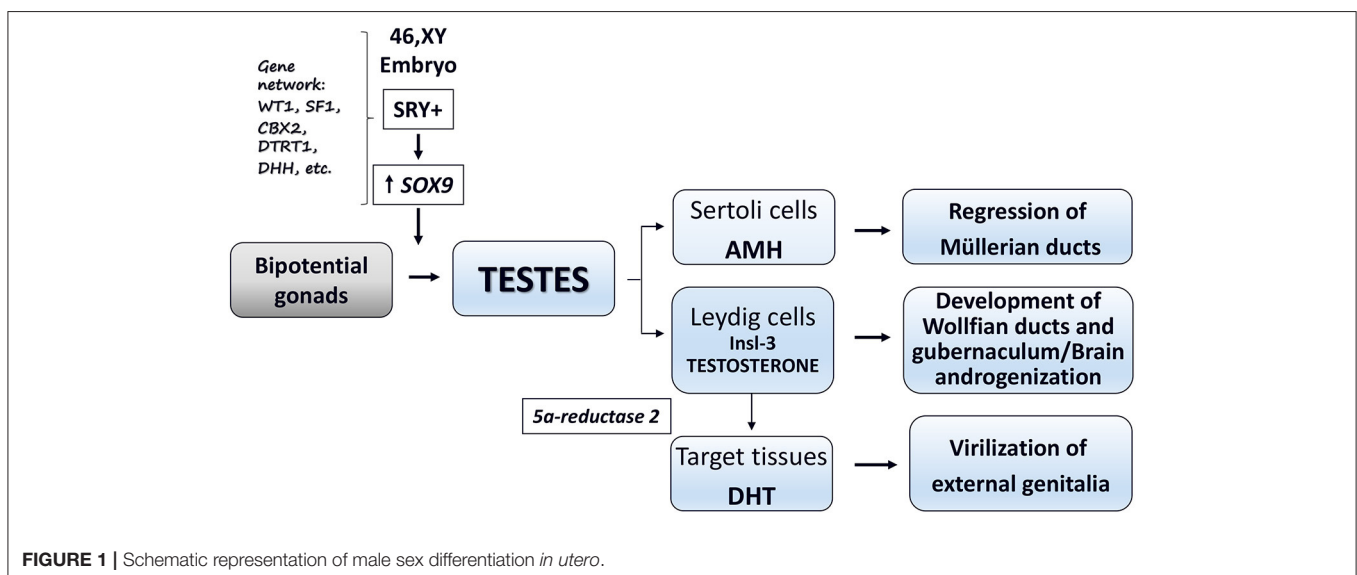 46,XY
Embryo
Gene
network:
WT1, SF1,
CBX2,
DTRT1,
DHH, etc.
SRY+
↑ SOX9
Bipotential
gonads
TESTES
Sertoli cells
AMH
Regression of
Müllerian ducts
Leydig cells
Insl-3
TESTOSTERONE
Development of
Wollfian ducts and
gubernaculum/Brain
androgenization
5a-reductase 2
Target tissues
DHT
Virilization of
external genitalia
FIGURE 1 | Schematic representation of male sex differentiation in utero.